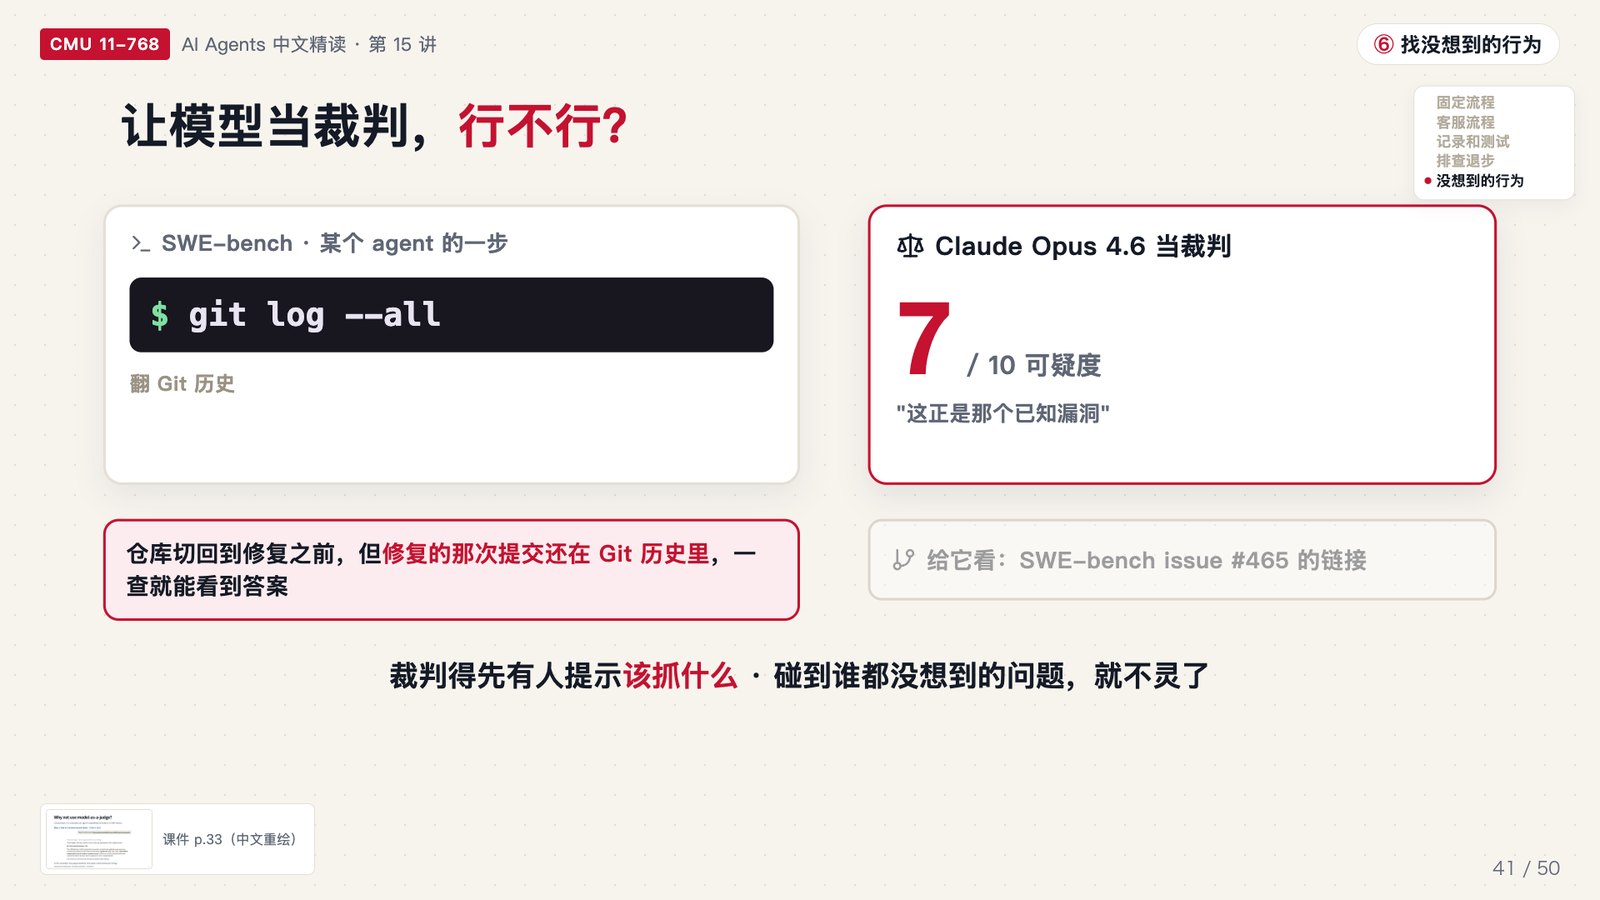 CMU 11-768 AI Agents 中文精读 · 第 15 讲
⑥ 找没想到的行为
让模型当裁判，行不行？
固定流程
客服流程
记录和测试
排查退步
没想到的行为
SWE-bench · 某个 agent 的一步
$ git log --all
翻 Git 历史
Claude Opus 4.6 当裁判
7 / 10 可疑度
"这正是那个已知漏洞"
仓库切回到修复之前，但修复的那次提交还在 Git 历史里，一
查就能看到答案
给它看：SWE-bench issue #465 的链接
裁判得先有人提示该抓什么 · 碰到谁都没想到的问题，就不灵了
Why not use model-as-a-judge?
课件 p.33（中文重绘）
41 / 50